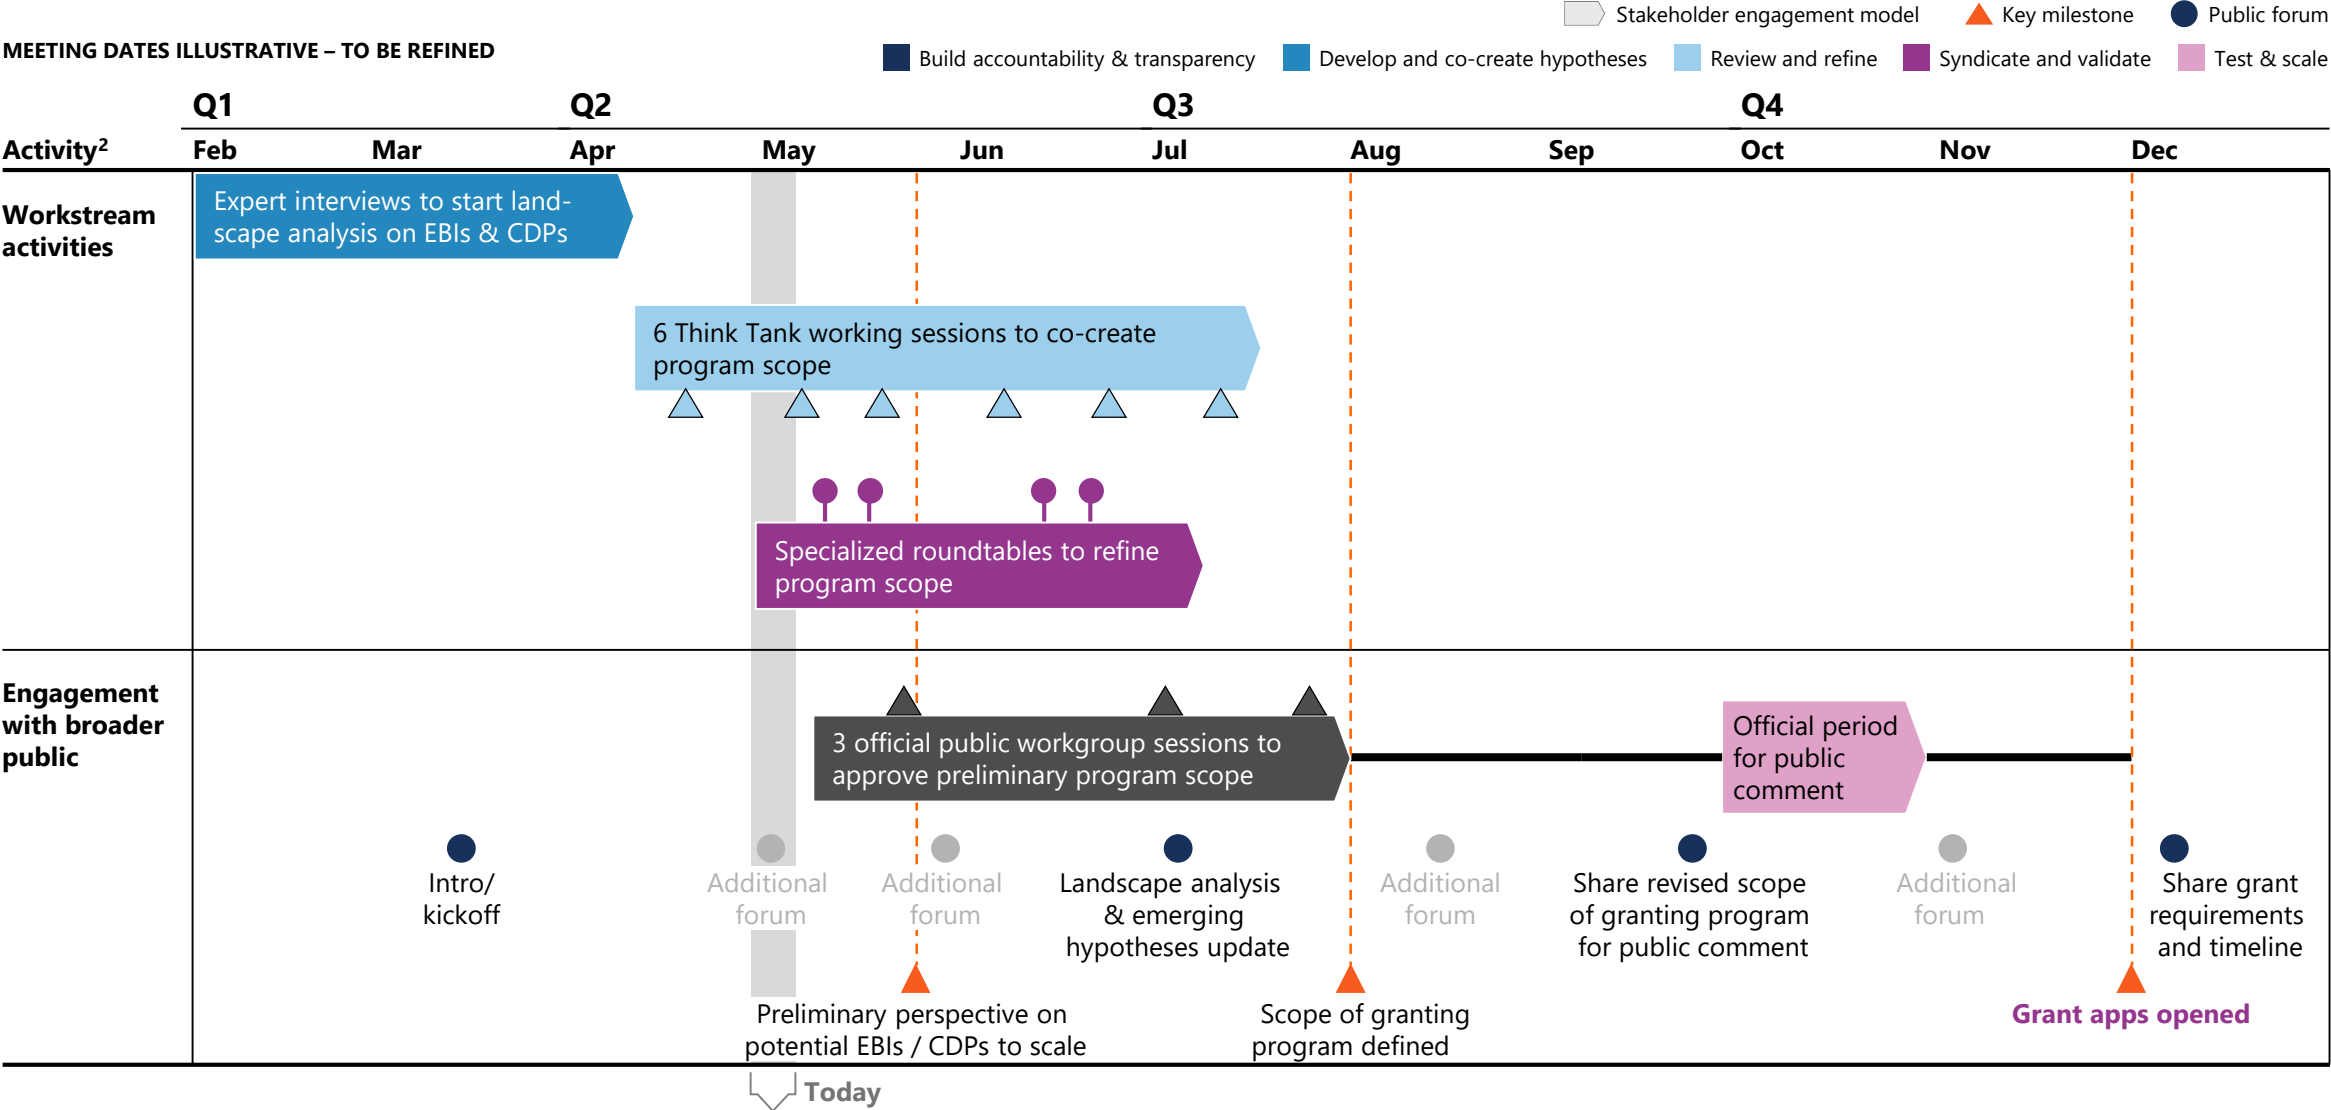 Stakeholder engagement model
Key milestone
Public forum
MEETING DATES ILLUSTRATIVE – TO BE REFINED
Build accountability & transparency
Develop and co-create hypotheses
Review and refine
Syndicate and validate
Test & scale
Q1
Q2
Q3
Q4
Activity²
Feb
Mar
Apr
May
Jun
Jul
Aug
Sep
Oct
Nov
Dec
Workstream
activities
Expert interviews to start land-
scape analysis on EBIs & CDPs
6 Think Tank working sessions to co-create
program scope
Specialized roundtables to refine
program scope
Engagement
with broader
public
3 official public workgroup sessions to
approve preliminary program scope
Official period
for public
comment
Intro/
kickoff
Additional
forum
Additional
forum
Landscape analysis
& emerging
hypotheses update
Additional
forum
Share revised scope
of granting program
for public comment
Additional
forum
Share grant
requirements
and timeline
Preliminary perspective on
potential EBIs / CDPs to scale
Scope of granting
program defined
Grant apps opened
Today